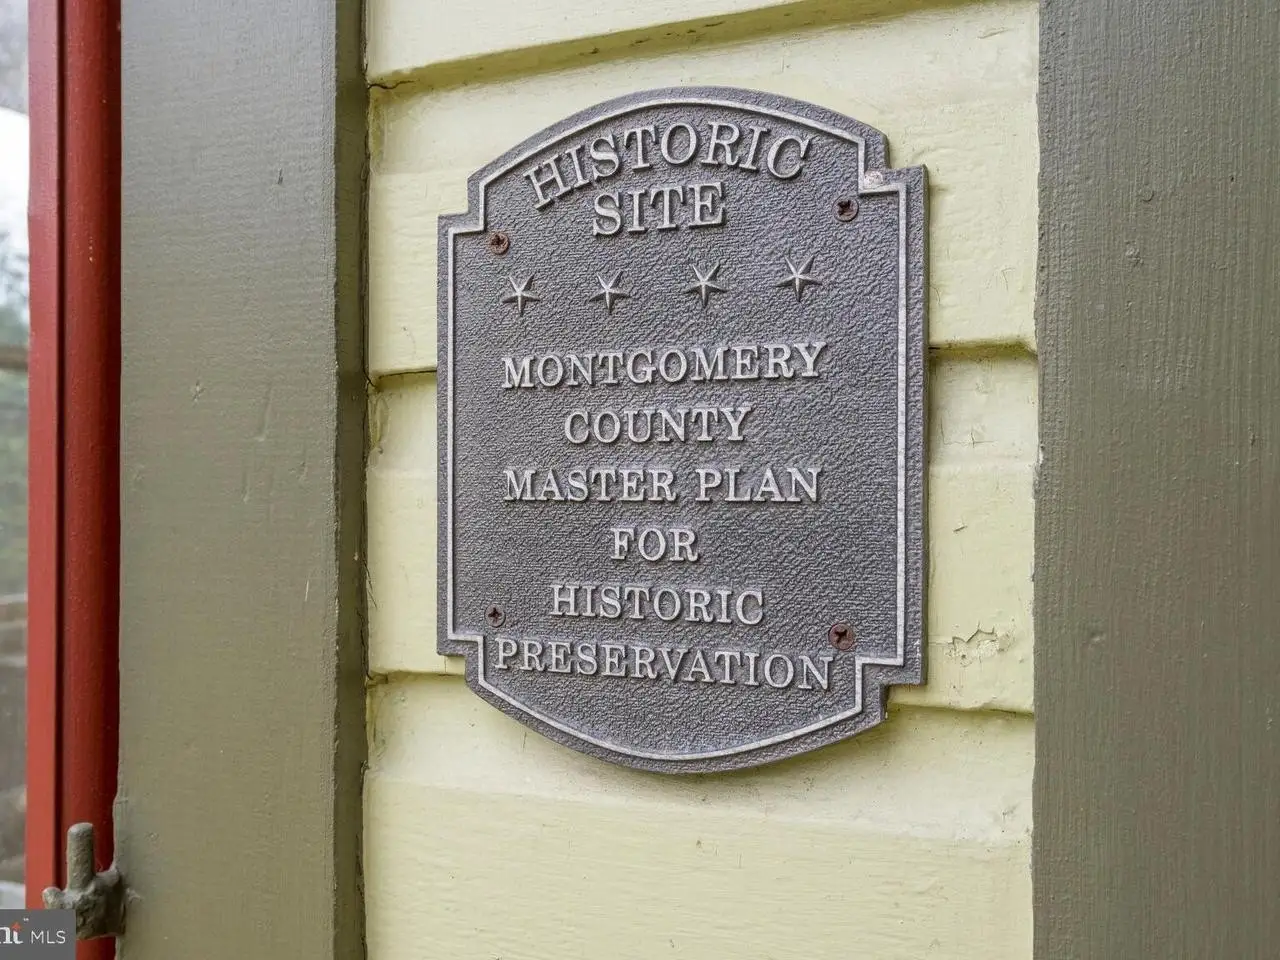 HISTORIC
SITE
MONTGOMERY
COUNTY
MASTER PLAN
FOR
HISTORIC
PRESERVATION
MLS